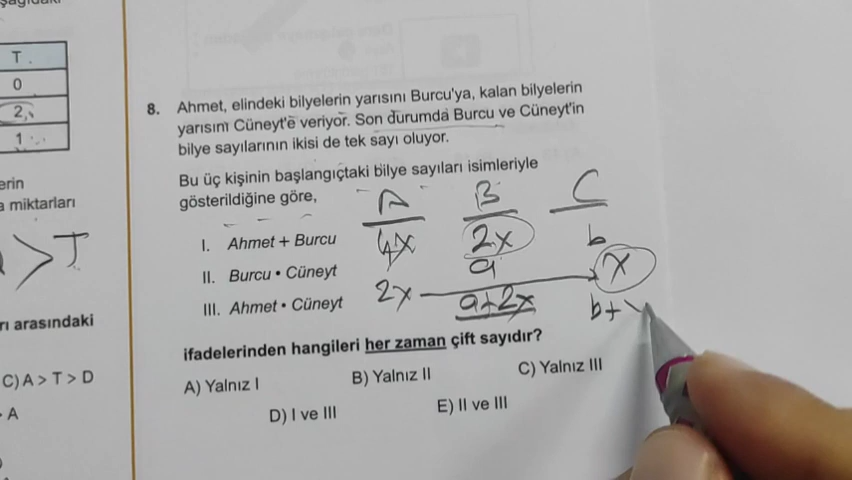 T
0
2
1
erin
a miktarları
>T
rı arasındaki
C) A > T > D
A
8. Ahmet, elindeki bilyelerin yarısını Burcu'ya, kalan bilyelerin
yarısını Cüneyt'e veriyor. Son durumda Burcu ve Cüneyt'in
bilye sayılarının ikisi de tek sayı oluyor.
Bu üç kişinin başlangıçtaki bilye sayıları isimleriyle
gösterildiğine göre,
A B C
I. Ahmet + Burcu 4x 2x b
II. Burcu • Cüneyt a x
III. Ahmet • Cüneyt 2x a+2x b+
ifadelerinden hangileri her zaman çift sayıdır?
A) Yalnız I B) Yalnız II C) Yalnız III
D) I ve III E) II ve III